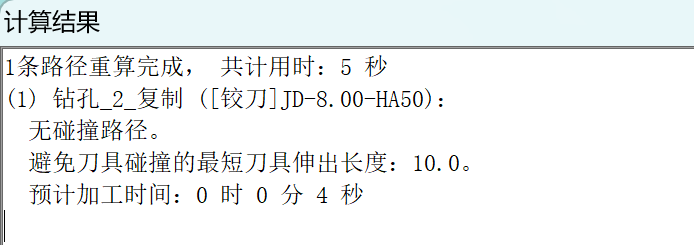 计算结果
1条路径重算完成， 共计用时：5 秒
(1) 钻孔_2_复制 ([铰刀]JD-8.00-HA50)：
无碰撞路径。
避免刀具碰撞的最短刀具伸出长度：10.0。
预计加工时间：0 时 0 分 4 秒